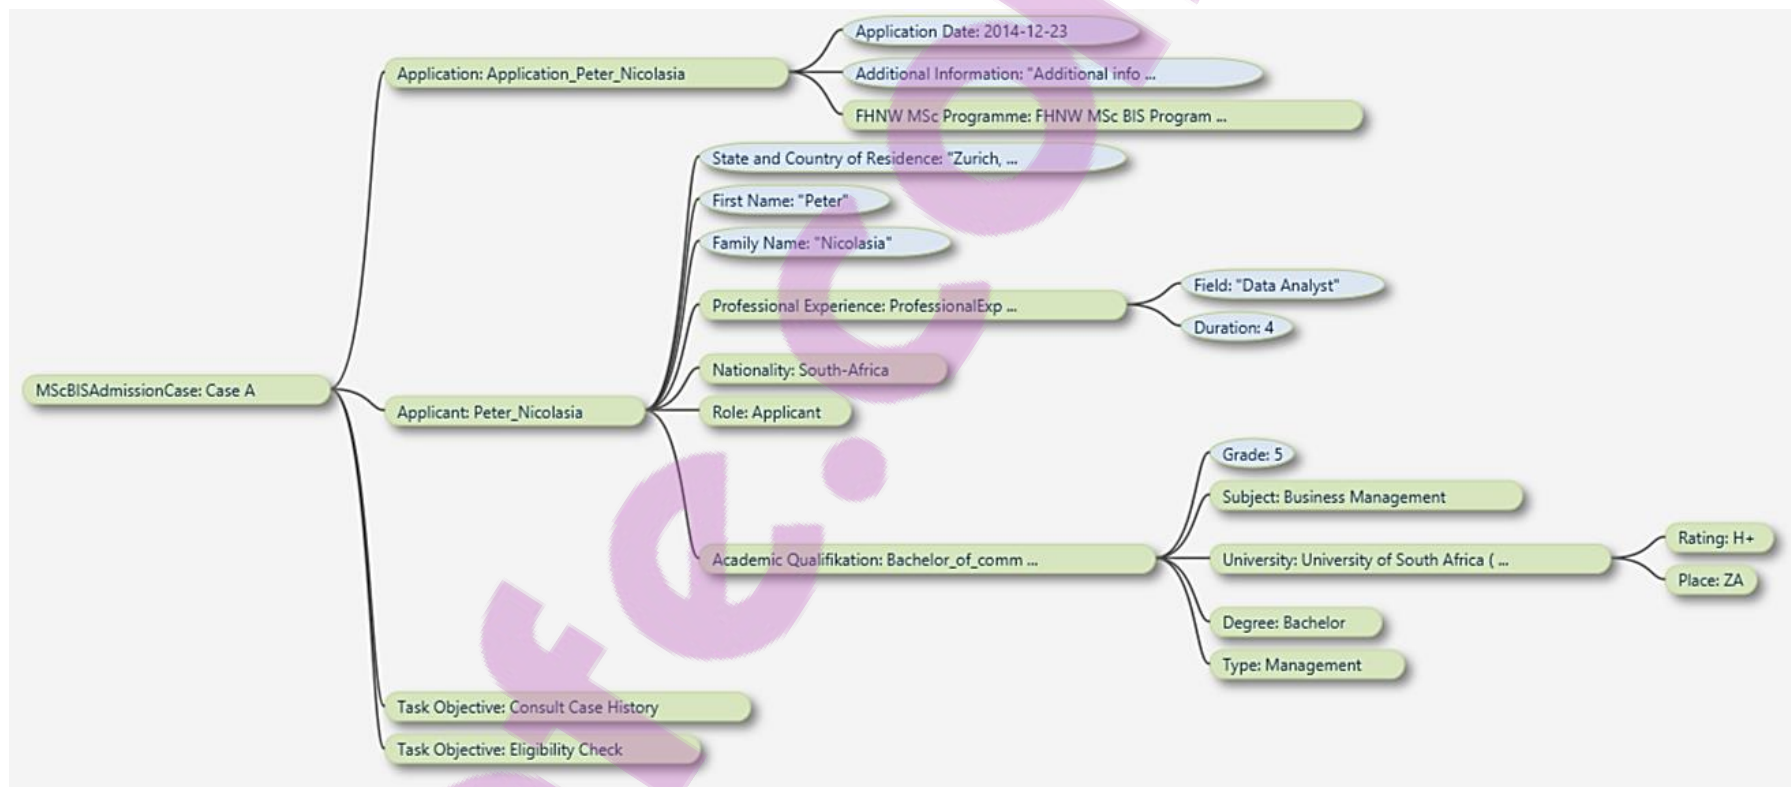 Application Date: 2014-12-23
Application: Application_Peter_Nicolasia
Additional Information: "Additional info ...
FHNW MSc Programme: FHNW MSc BIS Program ...
State and Country of Residence: "Zurich, ...
First Name: "Peter"
Family Name: "Nicolasia"
Professional Experience: ProfessionalExp ...
Field: "Data Analyst"
Duration: 4
Nationality: South-Africa
MScBISAdmissionCase: Case A
Applicant: Peter_Nicolasia
Role: Applicant
Grade: 5
Subject: Business Management
Academic Qualifikation: Bachelor_of_comm ...
University: University of South Africa ( ...
Rating: H+
Place: ZA
Degree: Bachelor
Type: Management
Task Objective: Consult Case History
Task Objective: Eligibility Check
fe.co